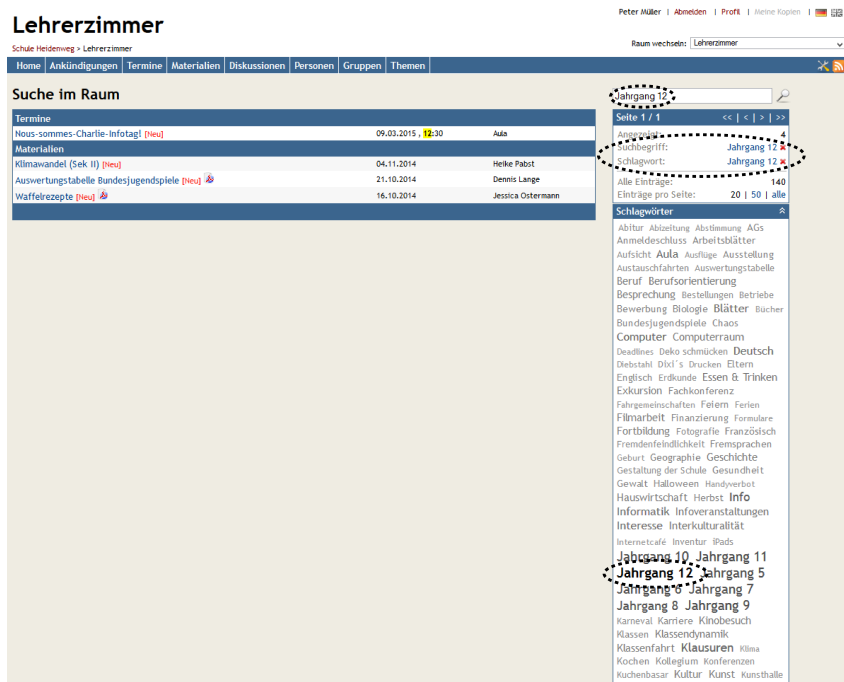 Peter Müller | Abmelden | Profil | Meine Kopien |
Lehrerzimmer
Schule Heidenweg > Lehrerzimmer
Raum wechseln: Lehrerzimmer
Home | Ankündigungen | Termine | Materialien | Diskussionen | Personen | Gruppen | Themen
Suche im Raum
Termine
Nous-sommes-Charlie-Infotag! [Neu] 09.03.2015 , 12:30 Aula
Materialien
Klimawandel (Sek II) [Neu] 04.11.2014 Heike Pabst
Auswertungstabelle Bundesjugendspiele [Neu] 21.10.2014 Dennis Lange
Waffelrezepte [Neu] 16.10.2014 Jessica Ostermann
Jahrgang 12
Seite 1 / 1 << | < | > | >>
Angezeigt: 4
Suchbegriff: Jahrgang 12
Schlagwort: Jahrgang 12
Alle Einträge: 140
Einträge pro Seite: 20 | 50 | alle
Schlagwörter
Abitur Abizeitung Abstimmung AGs
Anmeldeschluss Arbeitsblätter
Aufsicht Aula Ausflüge Ausstellung
Austauschfahrten Auswertungstabelle
Beruf Berufsorientierung
Besprechung Bestellungen Betriebe
Bewerbung Biologie Blätter Bücher
Bundesjugendspiele Chaos
Computer Computerraum
Deadlines Deko schmücken Deutsch
Diebstahl Dixi´s Drucken Eltern
Englisch Erdkunde Essen & Trinken
Exkursion Fachkonferenz
Fahrgemeinschaften Feiern Ferien
Filmarbeit Finanzierung Formulare
Fortbildung Fotografie Französisch
Fremdenfeindlichkeit Fremsprachen
Geburt Geographie Geschichte
Gestaltung der Schule Gesundheit
Gewalt Halloween Handyverbot
Hauswirtschaft Herbst Info
Informatik Infoveranstaltungen
Interesse Interkulturalität
Internetcafé Inventur iPads
Jahrgang 10 Jahrgang 11
Jahrgang 12 Jahrgang 5
Jahrgang 6 Jahrgang 7
Jahrgang 8 Jahrgang 9
Karneval Karriere Kinobesuch
Klassen Klassendynamik
Klassenfahrt Klausuren Klima
Kochen Kollegium Konferenzen
Kuchenbasar Kultur Kunst Kunsthalle